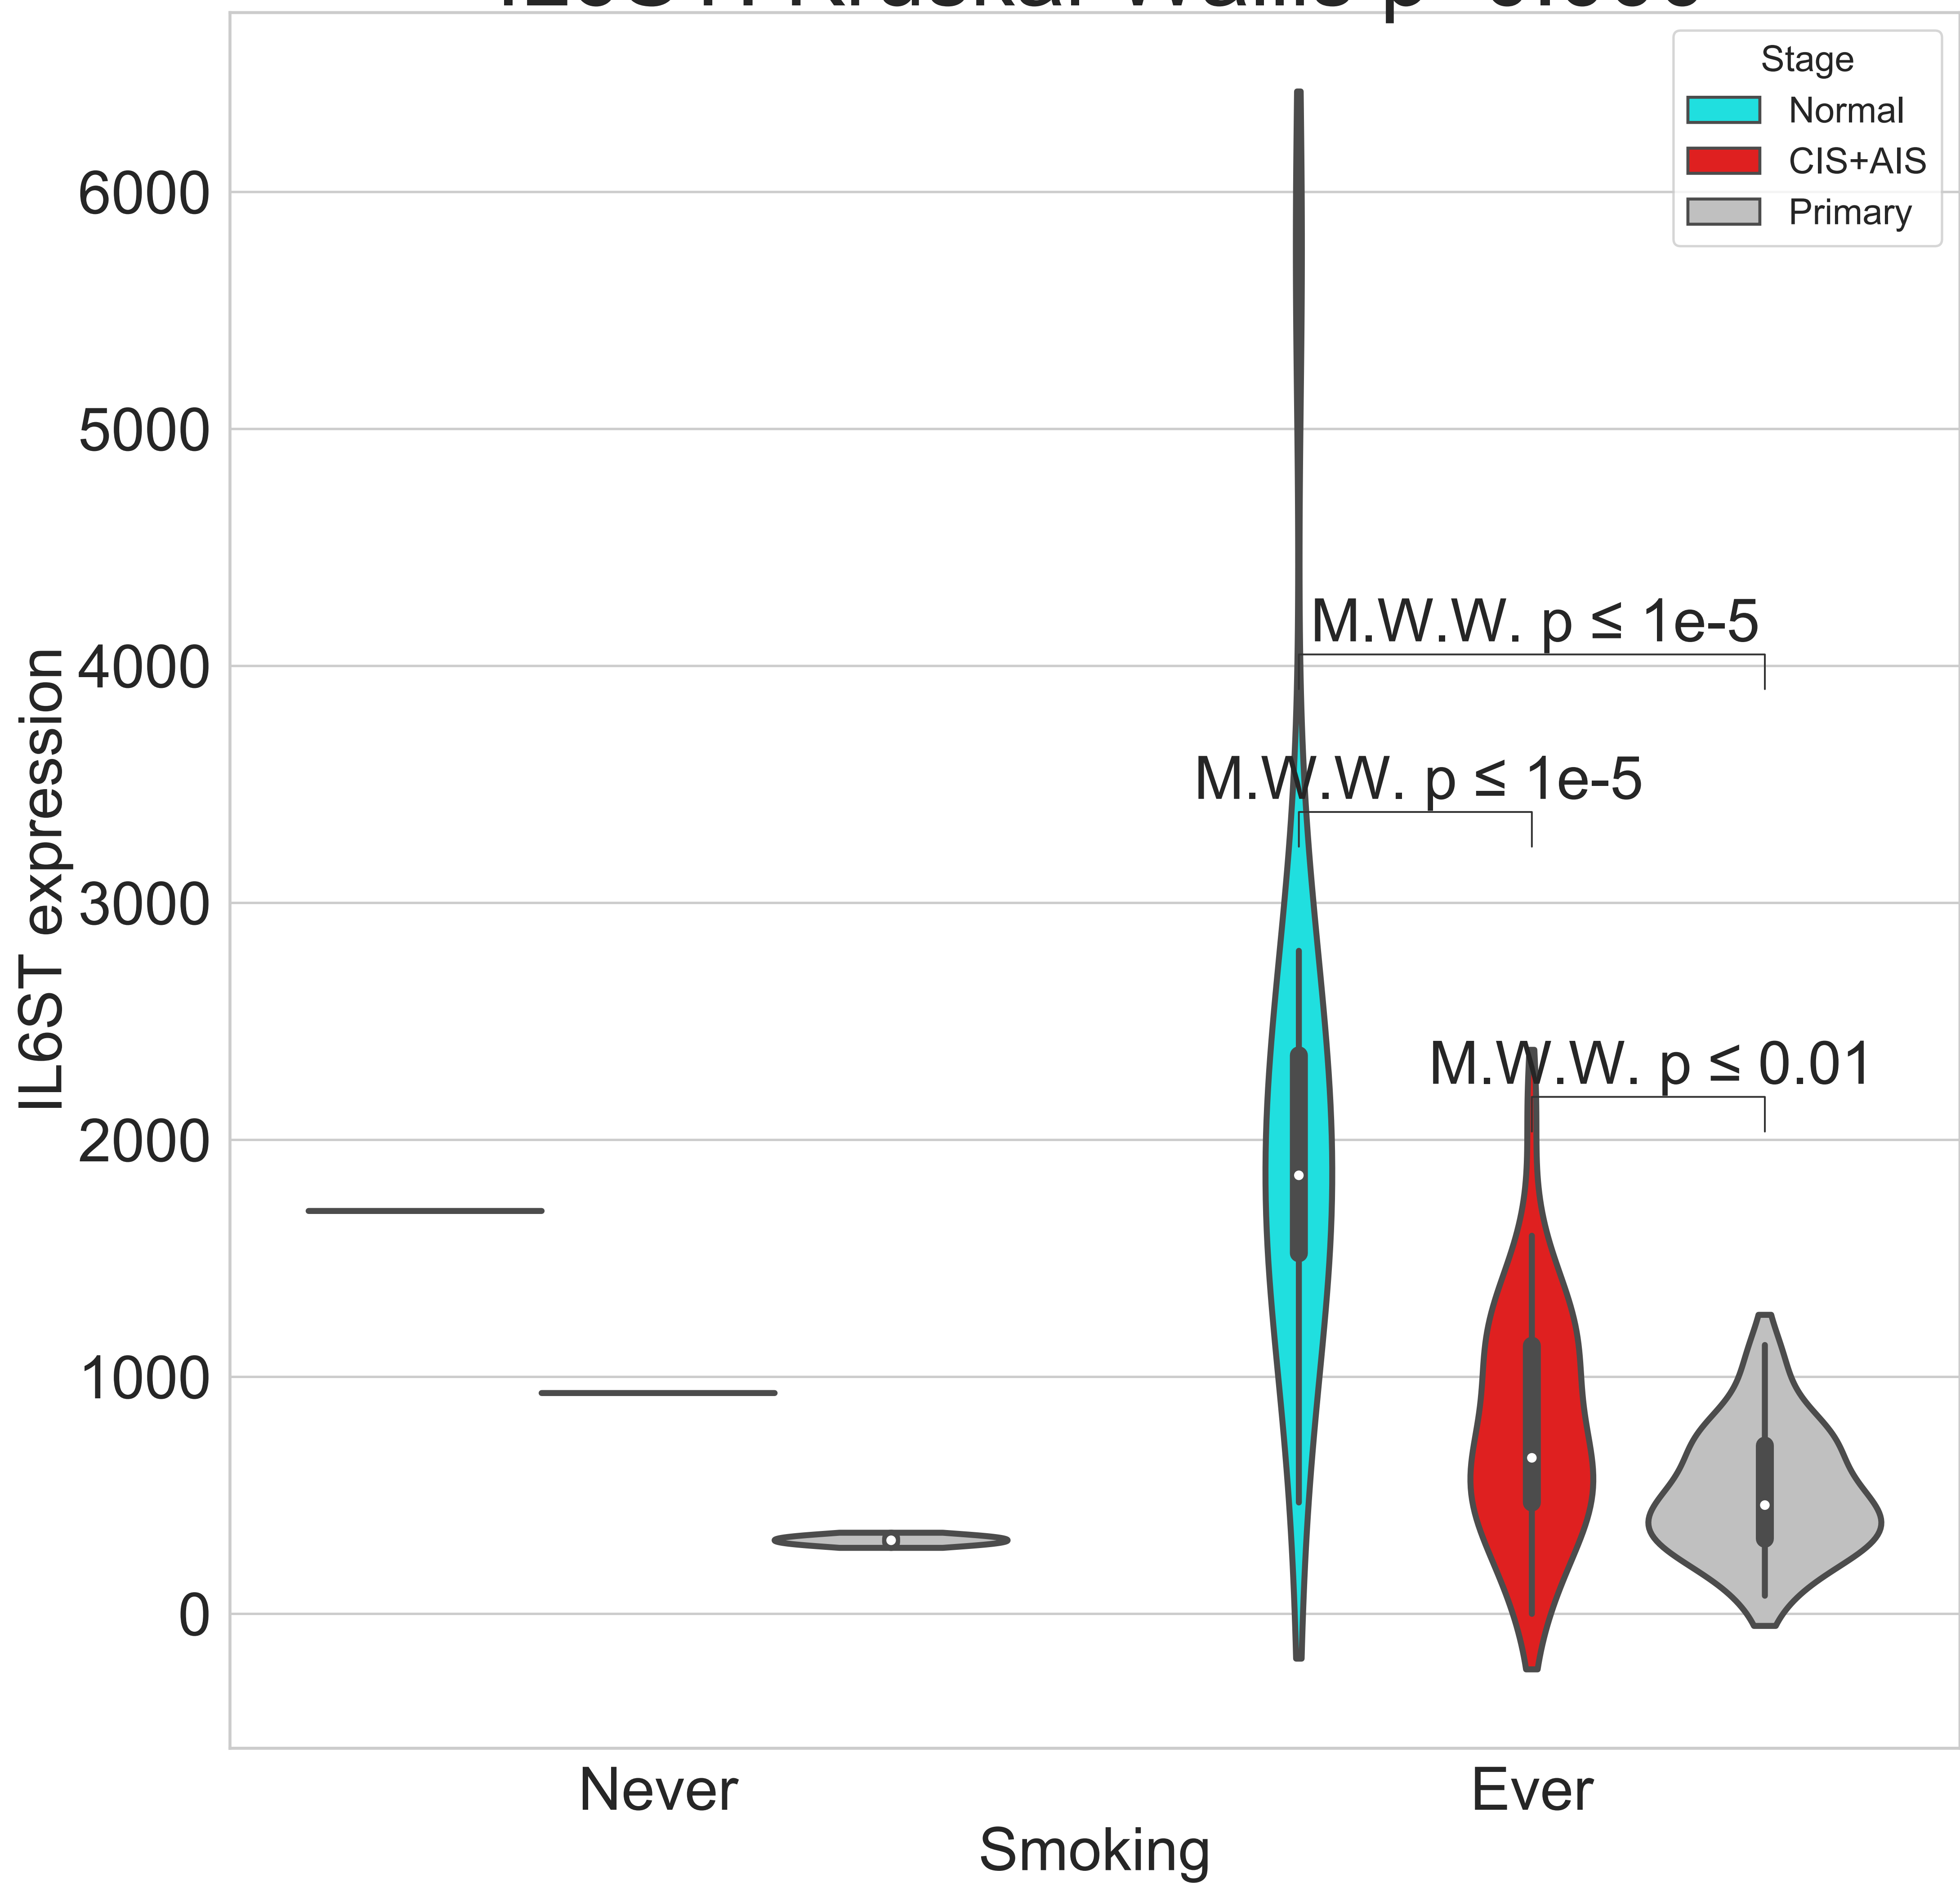 Stage
Normal
CIS+AIS
Primary
6000
5000
4000
3000
2000
1000
0
IL6ST expression
M.W.W. p ≤ 1e-5
M.W.W. p ≤ 1e-5
M.W.W. p ≤ 0.01
Never
Ever
Smoking